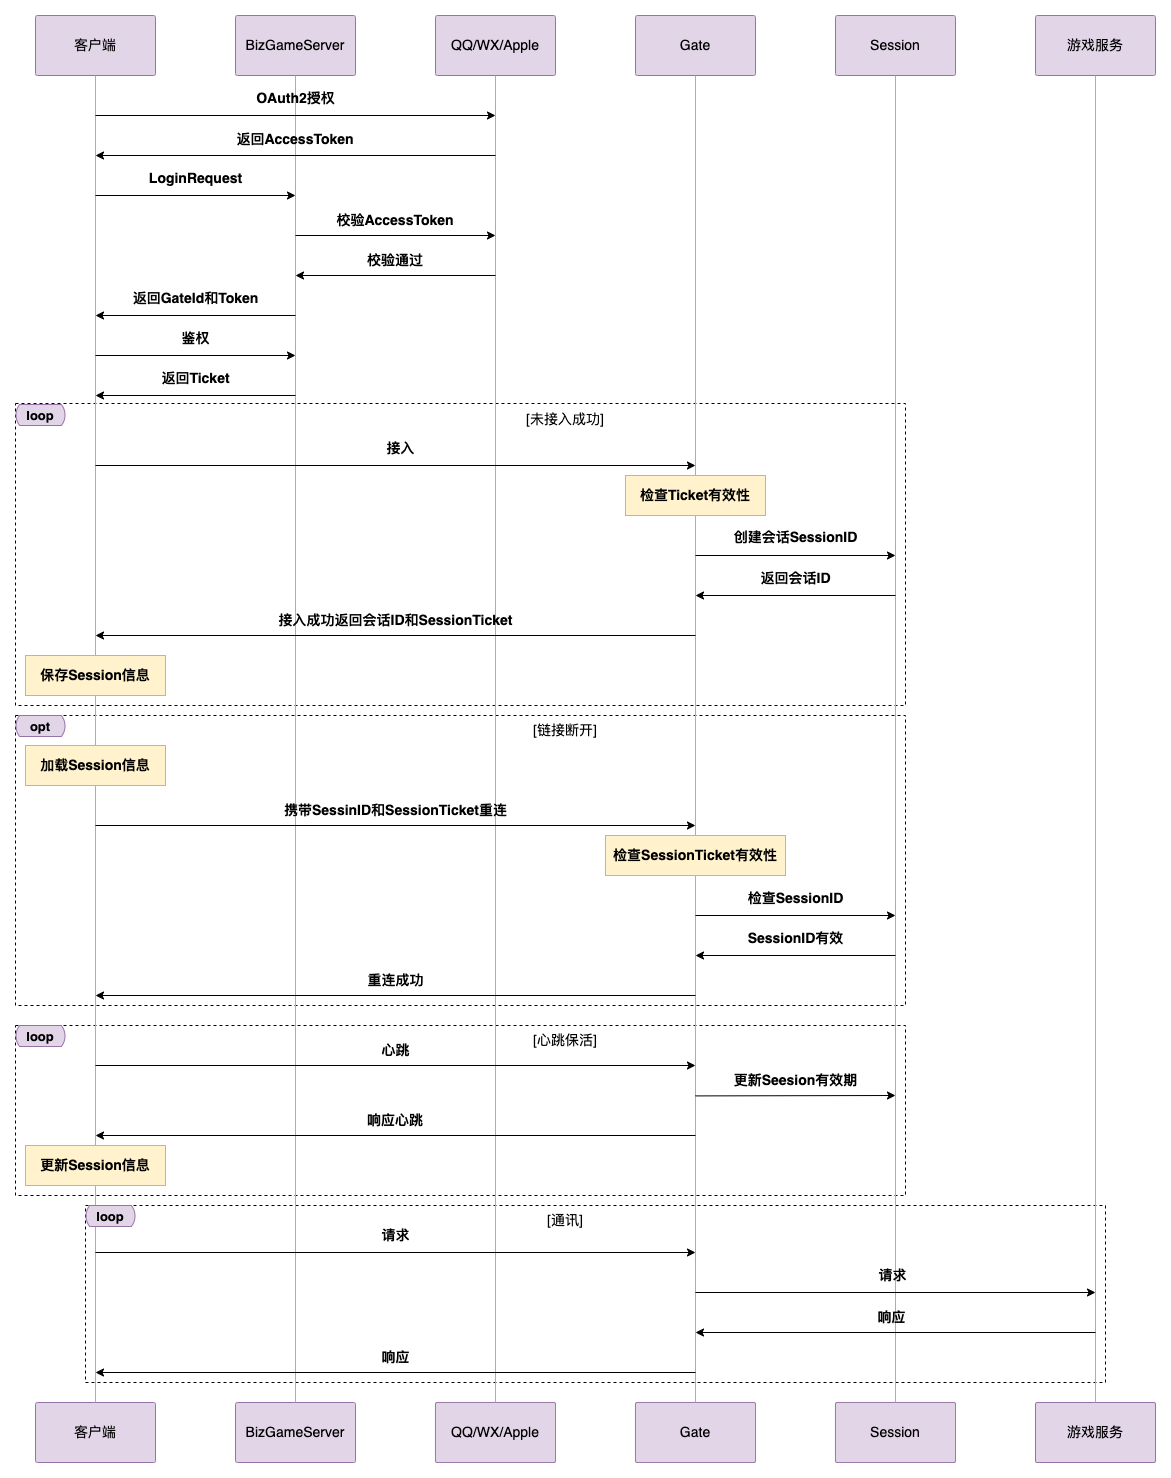 客户端
BizGameServer
QQ/WX/Apple
Gate
Session
游戏服务
OAuth2授权
返回AccessToken
LoginRequest
校验AccessToken
校验通过
返回GateId和Token
鉴权
返回Ticket
loop
[未接入成功]
接入
检查Ticket有效性
创建会话SessionID
返回会话ID
接入成功返回会话ID和SessionTicket
保存Session信息
opt
[链接断开]
加载Session信息
携带SessinID和SessionTicket重连
检查SessionTicket有效性
检查SessionID
SessionID有效
重连成功
loop
[心跳保活]
心跳
更新Seesion有效期
响应心跳
更新Session信息
loop
[通讯]
请求
请求
响应
响应
客户端
BizGameServer
QQ/WX/Apple
Gate
Session
游戏服务